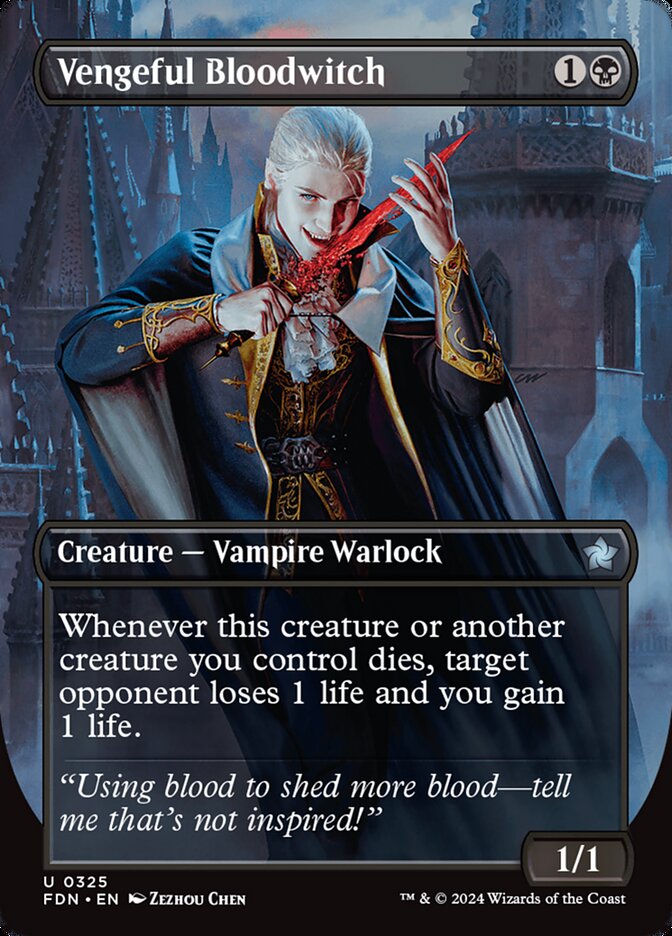 Vengeful Bloodwitch 1
Creature — Vampire Warlock
Whenever this creature or another
creature you control dies, target
opponent loses 1 life and you gain
1 life.
“Using blood to shed more blood—tell
me that’s not inspired!”
1/1
U 0325
FDN • EN Zezhou Chen
™ & © 2024 Wizards of the Coast